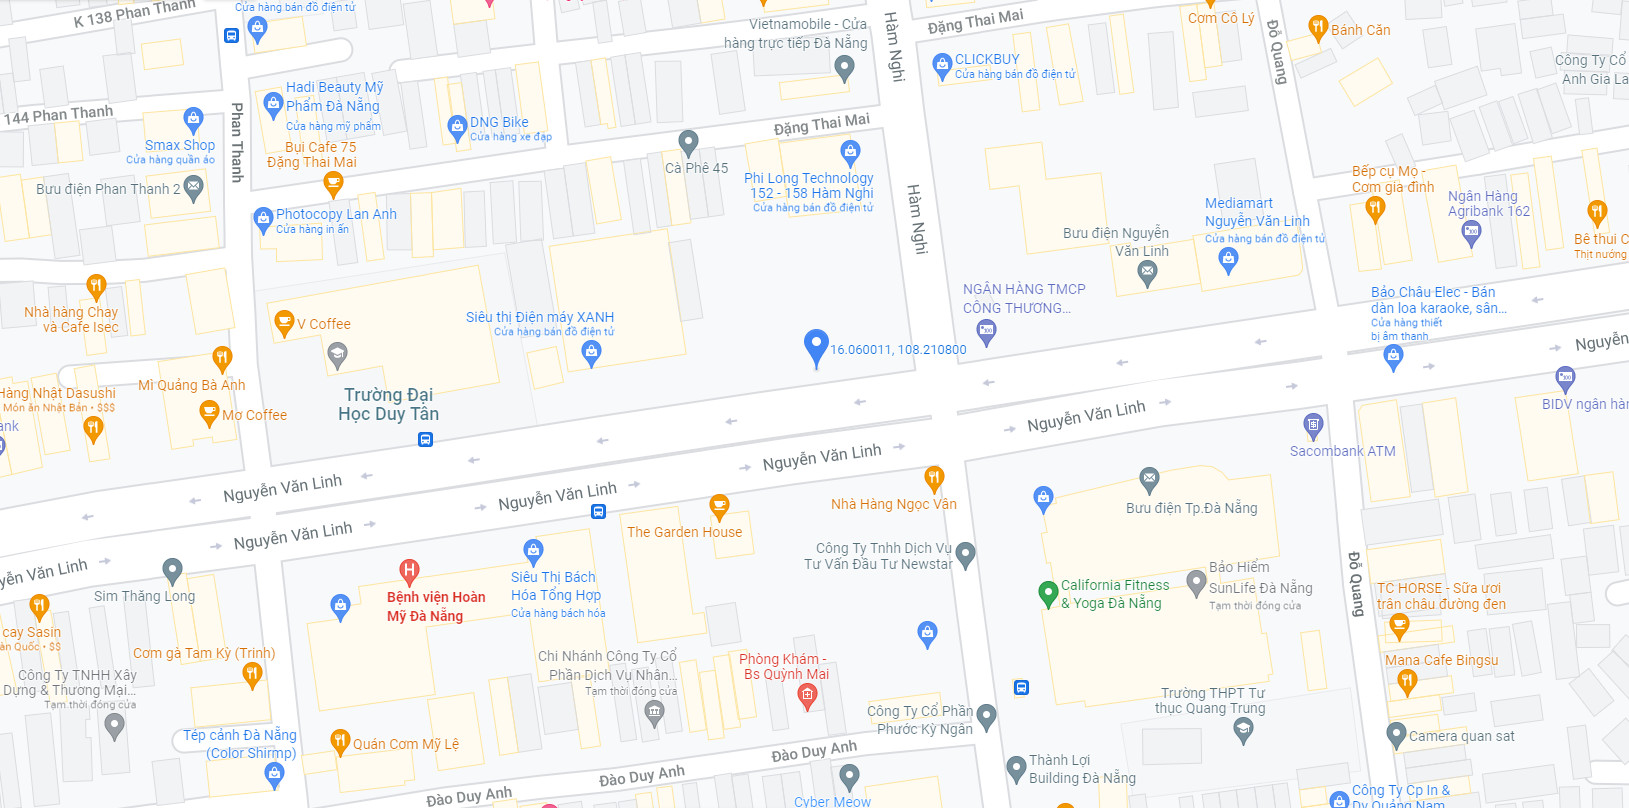 K 138 Phan Thanh
Cửa hàng bán đồ điện tử
Vietnamobile - Cửa
hàng trực tiếp Đà Nẵng
Hàm Nghi
Đặng Thai Mai
Cơm Cô Lý
Đỗ Quang
Bánh Căn
CLICKBUY
Cửa hàng bán đồ điện tử
Công Ty Cổ
Anh Gia La
Hadi Beauty Mỹ
Phẩm Đà Nẵng
Cửa hàng mỹ phẩm
144 Phan Thanh
Phan Thanh
DNG Bike
Cửa hàng xe đạp
Đặng Thai Mai
Smax Shop
Cửa hàng quần áo
Bụi Cafe 75
Đặng Thai Mai
Cà Phê 45
Bưu điện Phan Thanh 2
Phi Long Technology
152 - 158 Hàm Nghi
Cửa hàng bán đồ điện tử
Hàm Nghi
Bếp cụ Mo -
Cơm gia đình
Ngân Hàng
Agribank 162
Mediamart
Nguyễn Văn Linh
Cửa hàng bán đồ điện tử
Photocopy Lan Anh
Cửa hàng in ấn
Bưu điện Nguyễn
Văn Linh
Bê thui C
Thịt nướng
NGÂN HÀNG TMCP
CÔNG THƯƠNG...
Bảo Châu Elec - Bán
dàn loa karaoke, sân...
Cửa hàng thiết
bị âm thanh
Nhà hàng Chay
và Cafe Isec
V Coffee
Siêu thị Điện máy XANH
Cửa hàng bán đồ điện tử
16.060011, 108.210800
Nguyễn
Mì Quảng Bà Anh
Hàng Nhật Dasushi
Món ăn Nhật Bản • $$$
Mơ Coffee
ank
Trường Đại
Học Duy Tân
Nguyễn Văn Linh
BIDV ngân hàn
Sacombank ATM
Nguyễn Văn Linh
Nguyễn Văn Linh
Nguyễn Văn Linh
Nguyễn Văn Linh
yễn Văn Linh
Nhà Hàng Ngọc Vân
Bưu điện Tp.Đà Nẵng
The Garden House
Công Ty Tnhh Dịch Vụ
Tư Vấn Đầu Tư Newstar
Đỗ Quang
Siêu Thị Bách
Hóa Tổng Hợp
Cửa hàng bách hóa
Sim Thăng Long
Bệnh viện Hoàn
Mỹ Đà Nẵng
California Fitness
& Yoga Đà Nẵng
Bảo Hiểm
SunLife Đà Nẵng
Tạm thời đóng cửa
TC HORSE - Sữa ươi
trân châu đường đen
cay Sasin
àn Quốc • $$
Cơm gà Tam Kỳ (Trinh)
Chi Nhánh Công Ty Cổ
Phần Dịch Vụ Nhân...
Tạm thời đóng cửa
Phòng Khám -
Bs Quỳnh Mai
Mana Cafe Bingsu
Công Ty TNHH Xây
Dựng & Thương Mại...
Tạm thời đóng cửa
Trường THPT Tư
thục Quang Trung
Công Ty Cổ Phần
Phước Kỳ Ngân
Tép cảnh Đà Nẵng
(Color Shirmp)
Quán Cơm Mỹ Lệ
Camera quan sat
Đào Duy Anh
Đào Duy Anh
Đào Duy Anh
Thành Lợi
Building Đà Nẵng
Cyber Meow
Công Ty Cp In &
Dv Quảng Nam